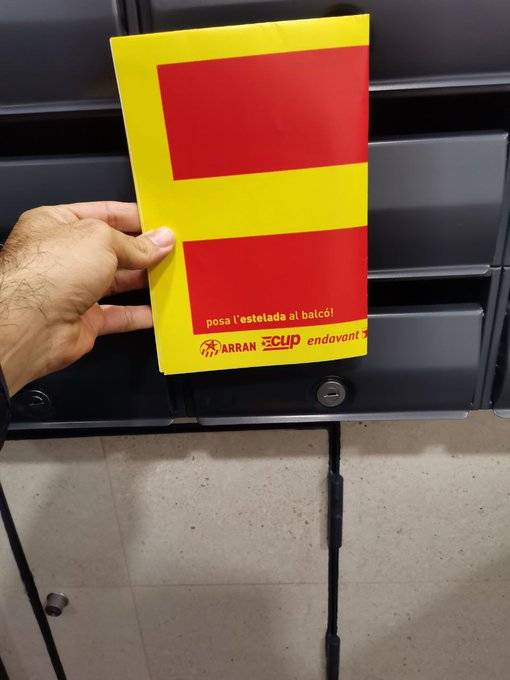 posa l'estelada al balcó!
ARRAN CUP endavant